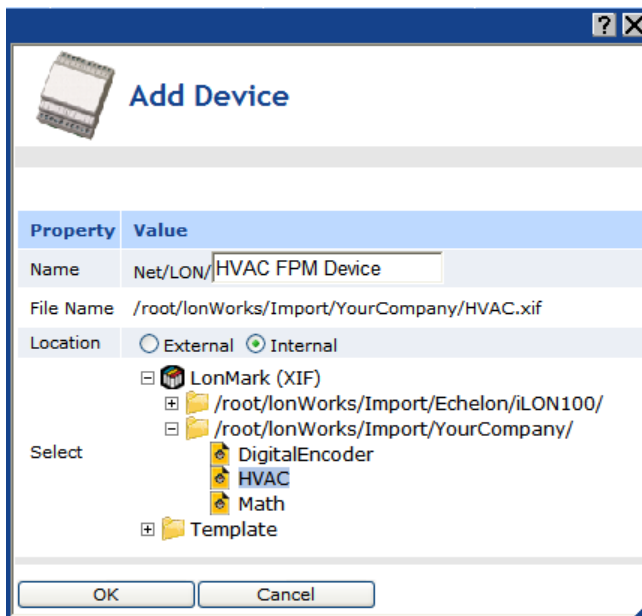 ?
Add Device
Property Value
Name Net/LON/HVAC FPM Device
File Name /root/lonWorks/Import/YourCompany/HVAC.xif
Location External Internal
LonMark (XIF)
/root/lonWorks/Import/Echelon/iLON100/
/root/lonWorks/Import/YourCompany/
Select
DigitalEncoder
HVAC
Math
Template
OK Cancel